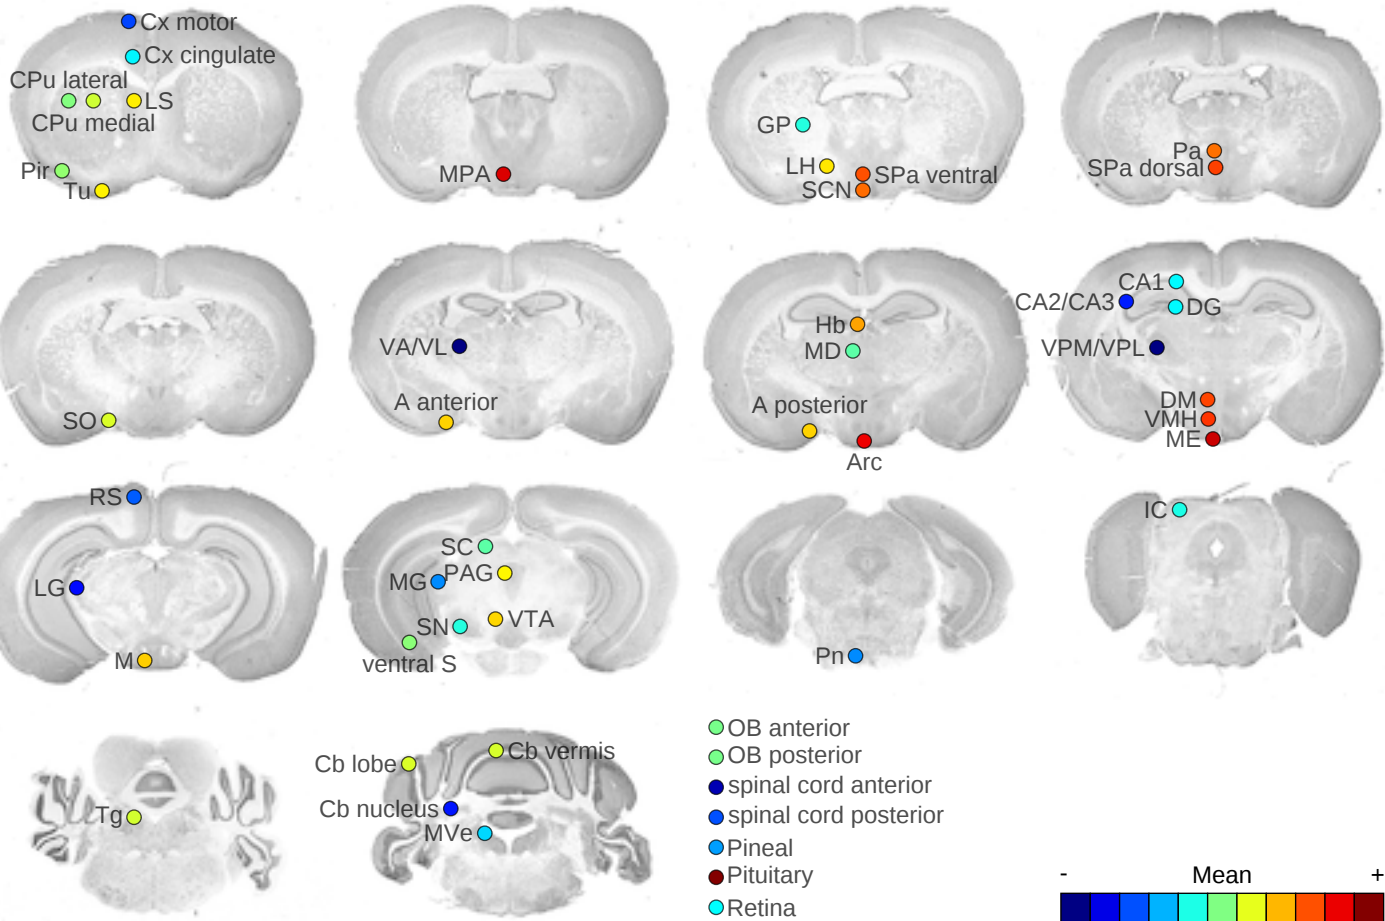 Cx motor
Cx cingulate
CPu lateral
LS
CPu medial
Pir
Tu
MPA
GP
LH
SPa ventral
SCN
Pa
SPa dorsal
SO
VA/VL
A anterior
Hb
MD
A posterior
Arc
CA1
CA2/CA3
DG
VPM/VPL
DM
VMH
ME
RS
LG
M
SC
MG
PAG
SN
VTA
ventral S
Pn
IC
Tg
Cb lobe
Cb vermis
Cb nucleus
MVe
OB anterior
OB posterior
spinal cord anterior
spinal cord posterior
Pineal
Pituitary
Retina
- Mean +